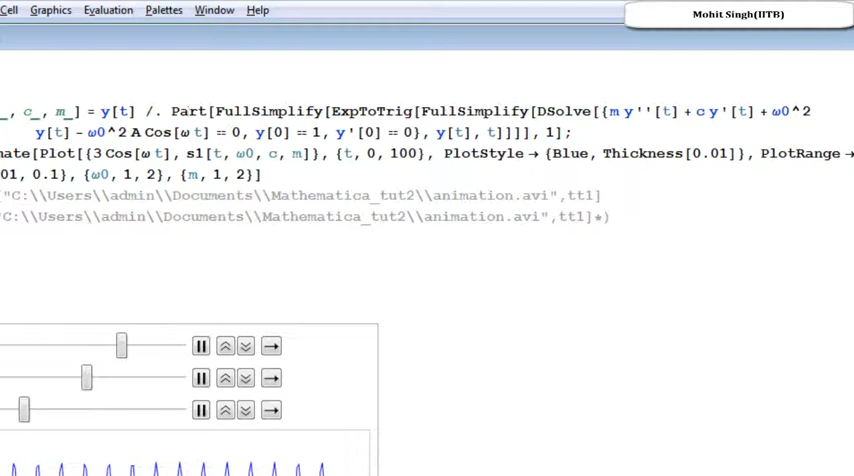 Cell Graphics Evaluation Palettes Window Help
Mohit Singh(IITB)
_, c_, m_] = y[t] /. Part[FullSimplify[ExpToTrig[FullSimplify[DSolve[{m y''[t] + c y'[t] + ω0^2
y[t] - ω0^2 A Cos[ω t] == 0, y[0] == 1, y'[0] == 0}, y[t], t]]]], 1];
mate[Plot[{3 Cos[ω t], s1[t, ω0, c, m]}, {t, 0, 100}, PlotStyle → {Blue, Thickness[0.01]}, PlotRange →
01, 0.1}, {ω0, 1, 2}, {m, 1, 2}]
["C:\\Users\\admin\\Documents\\Mathematica_tut2\\animation.avi",tt1]
"C:\\Users\\admin\\Documents\\Mathematica_tut2\\animation.avi",tt1]*)